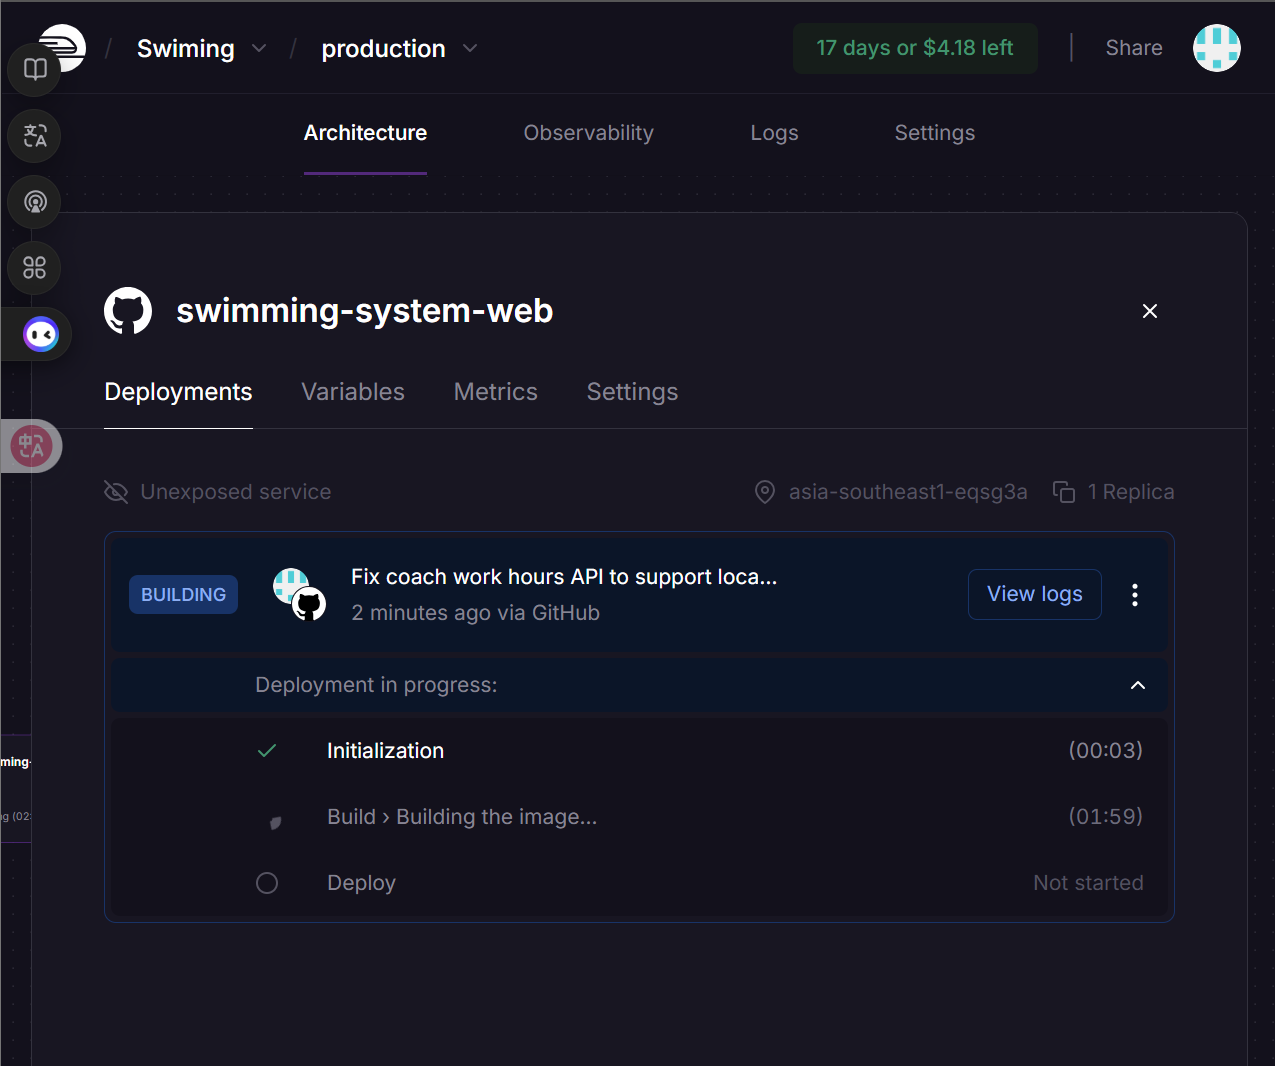 Swiming
production
17 days or $4.18 left
Share
Architecture
Observability
Logs
Settings
swimming-system-web
Deployments
Variables
Metrics
Settings
Unexposed service
asia-southeast1-eqsg3a
1 Replica
BUILDING
Fix coach work hours API to support loca...
2 minutes ago via GitHub
View logs
Deployment in progress:
Initialization
(00:03)
ming-
Build › Building the image...
(01:59)
Deploy
Not started